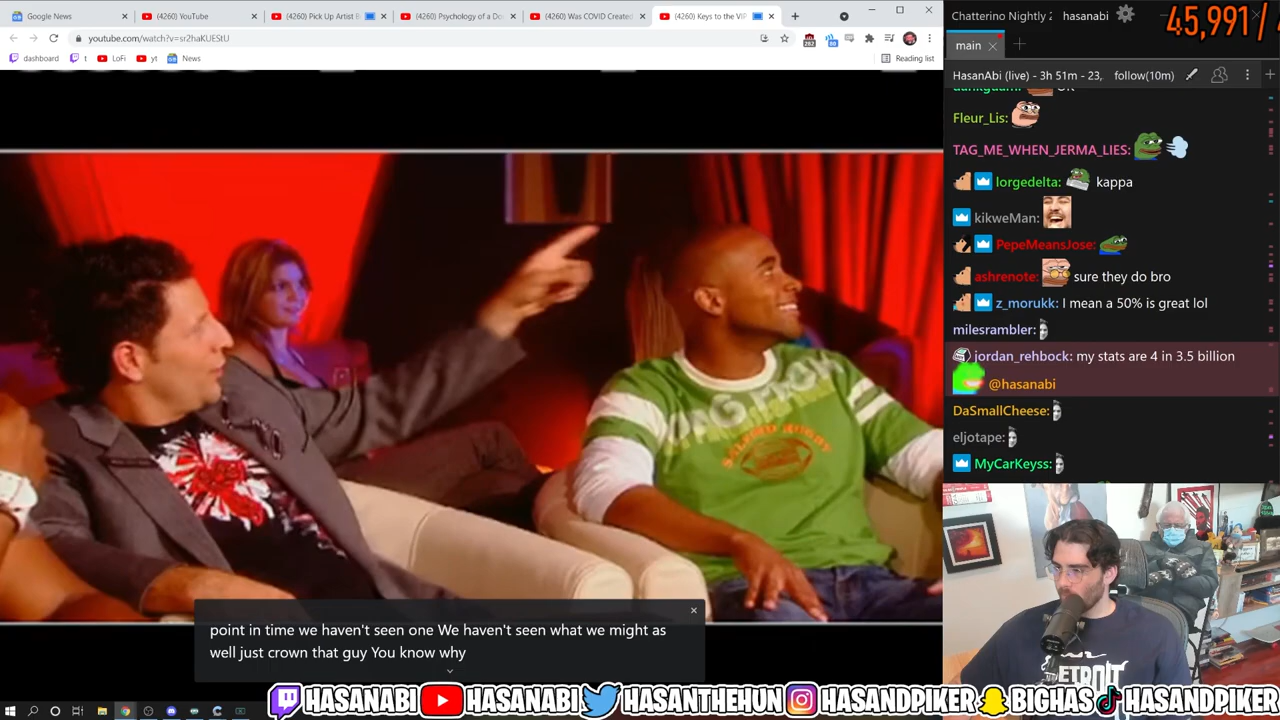 Google News
(4260) YouTube
(4260) Pick Up Artist B
(4260) Psychology of a Do
(4260) Was COVID Created
(4260) Keys to the VIP
youtube.com/watch?v=sr2haKUEStU
dashboard
t
LoFi
yt
News
Reading list
point in time we haven't seen one We haven't seen what we might as
well just crown that guy You know why
Chatterino Nightly 2
hasanabi
45,991 /
main
HasanAbi (live) - 3h 51m - 23,
follow(10m)
OK
Fleur_Lis:
TAG_ME_WHEN_JERMA_LIES:
lorgedelta: kappa
kikweMan:
PepeMeansJose:
ashrenote: sure they do bro
z_morukk: I mean a 50% is great lol
milesrambler:
jordan_rehbock: my stats are 4 in 3.5 billion
@hasanabi
DaSmallCheese:
eljotape:
MyCarKeyss:
DETROIT
HASANABI
HASANABI
HASANTHEHUN
HASANDPIKER
BIGHAS
HASANDPIKER